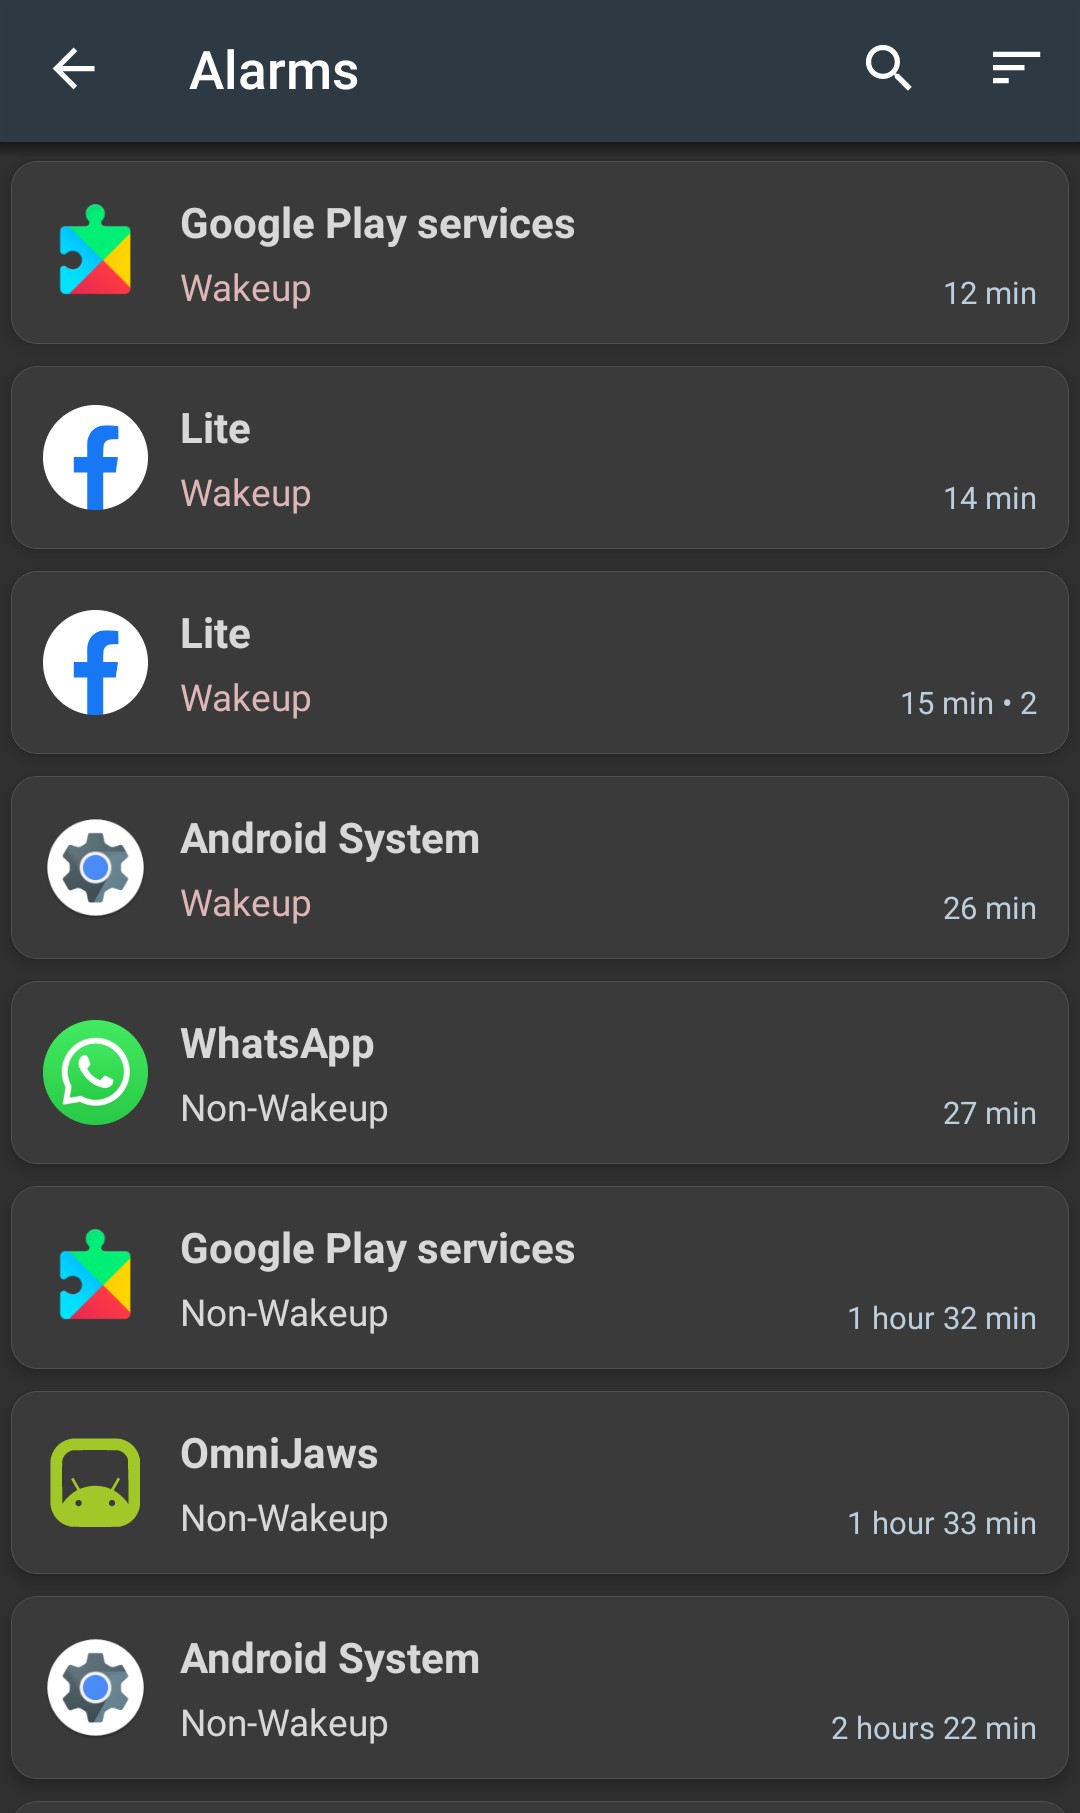 Alarms
Google Play services
Wakeup
12 min
Lite
Wakeup
14 min
Lite
Wakeup
15 min • 2
Android System
Wakeup
26 min
WhatsApp
Non-Wakeup
27 min
Google Play services
Non-Wakeup
1 hour 32 min
OmniJaws
Non-Wakeup
1 hour 33 min
Android System
Non-Wakeup
2 hours 22 min